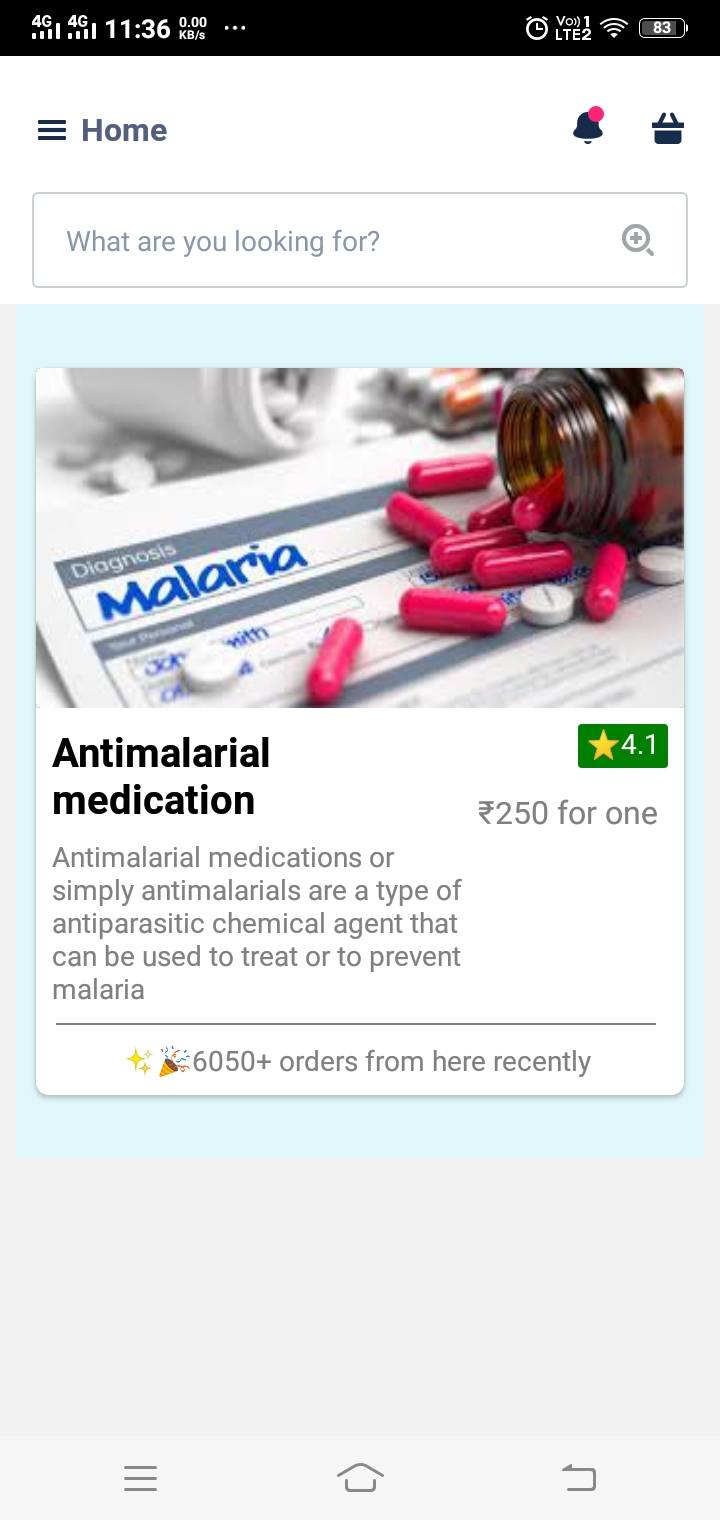 4G 4G 11:36 0.00 KB/s ... Vo) 1 LTE2 83
Home
What are you looking for?
Diagnosis
Malaria
Your Personal
Antimalarial
medication
⭐4.1
₹250 for one
Antimalarial medications or
simply antimalarials are a type of
antiparasitic chemical agent that
can be used to treat or to prevent
malaria
✨🎉6050+ orders from here recently